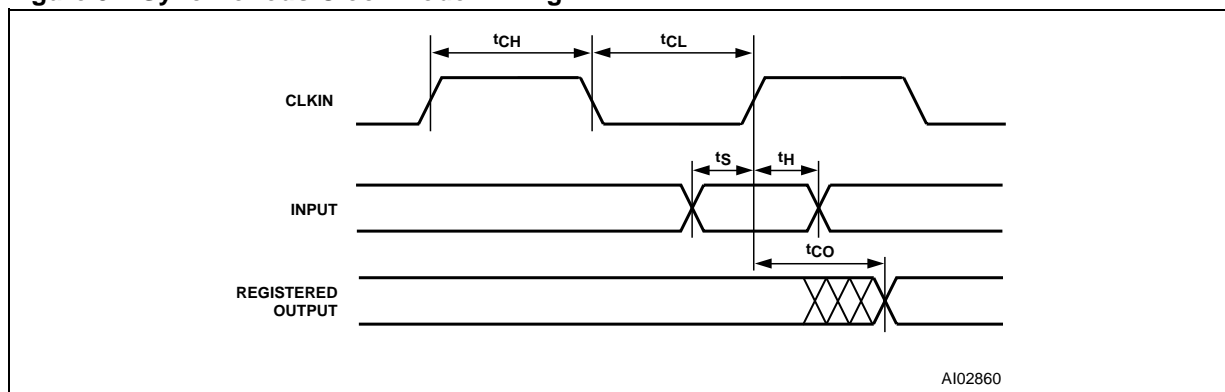 tCH
tCL
CLKIN
tS
tH
INPUT
tCO
REGISTERED
OUTPUT
AI02860